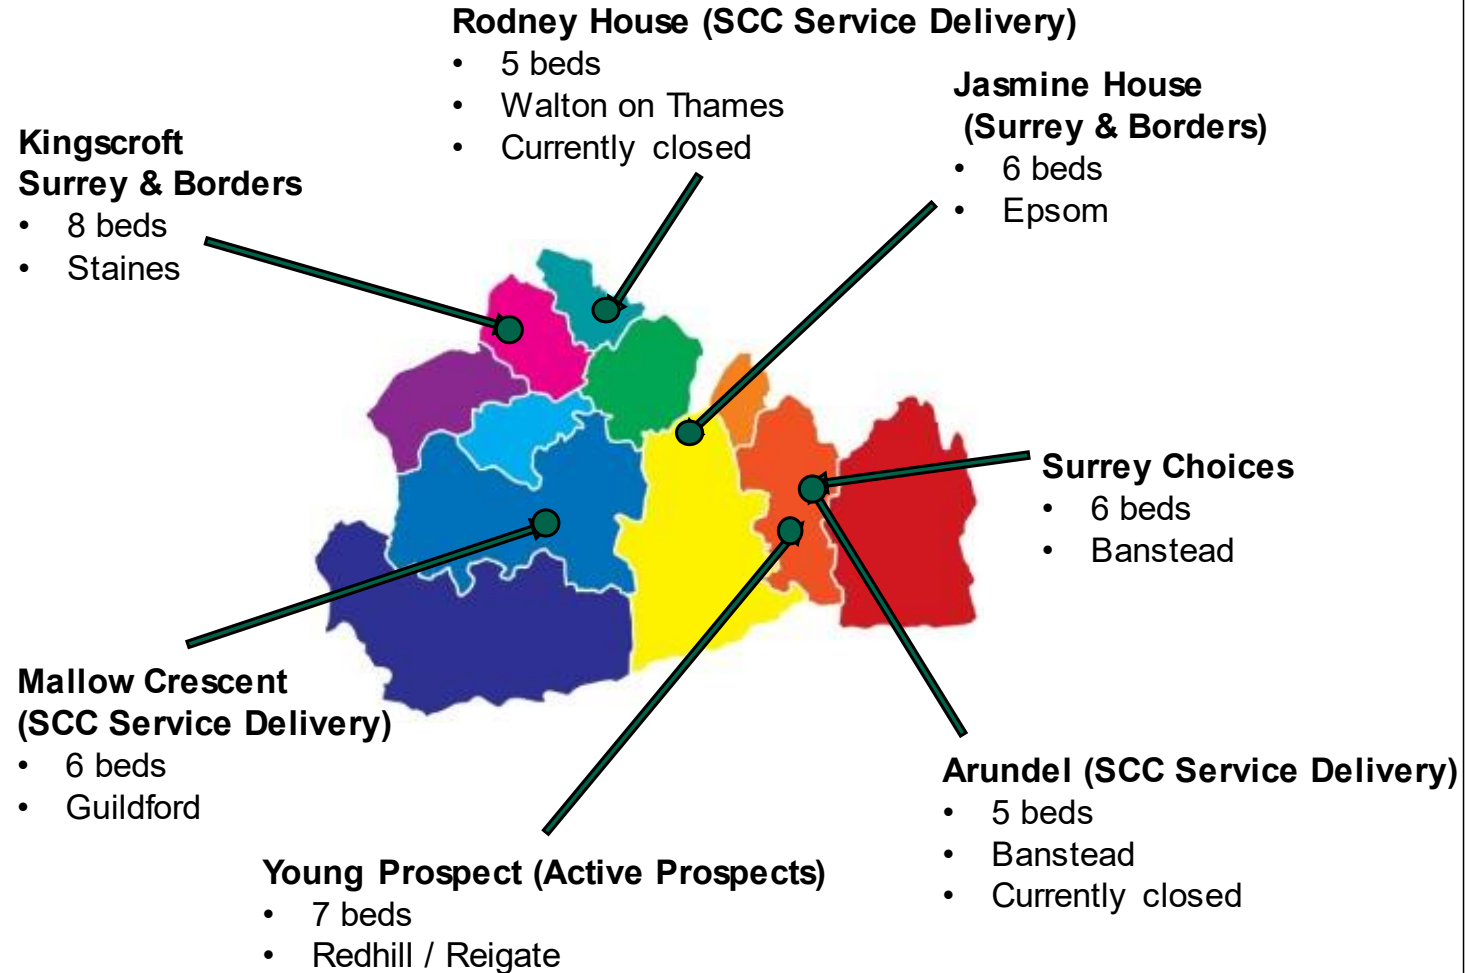 Rodney House (SCC Service Delivery)
• 5 beds
• Walton on Thames
• Currently closed
Jasmine House
(Surrey & Borders)
• 6 beds
• Epsom
Kingscroft
Surrey & Borders
• 8 beds
• Staines
Surrey Choices
• 6 beds
• Banstead
Mallow Crescent
(SCC Service Delivery)
• 6 beds
• Guildford
Arundel (SCC Service Delivery)
• 5 beds
• Banstead
• Currently closed
Young Prospect (Active Prospects)
• 7 beds
• Redhill / Reigate